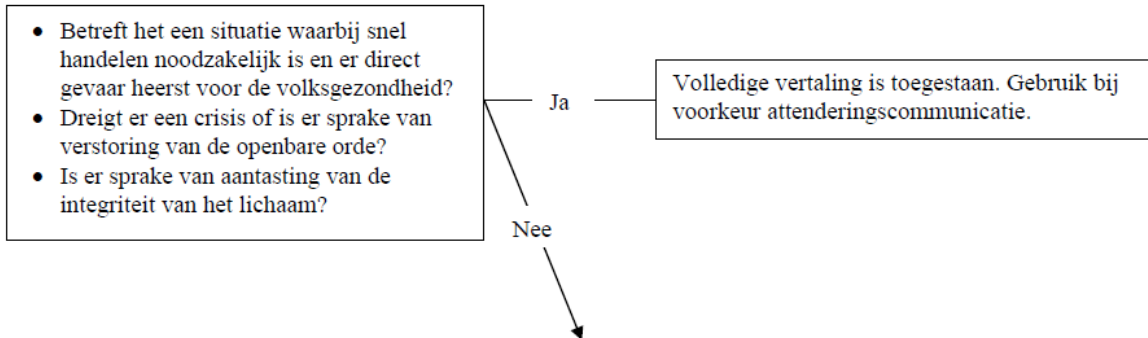 • Betreft het een situatie waarbij snel
handelen noodzakelijk is en er direct
gevaar heerst voor de volksgezondheid?
• Dreigt er een crisis of is er sprake van
verstoring van de openbare orde?
• Is er sprake van aantasting van de
integriteit van het lichaam?
Ja
Volledige vertaling is toegestaan. Gebruik bij
voorkeur attenderingscommunicatie.
Nee